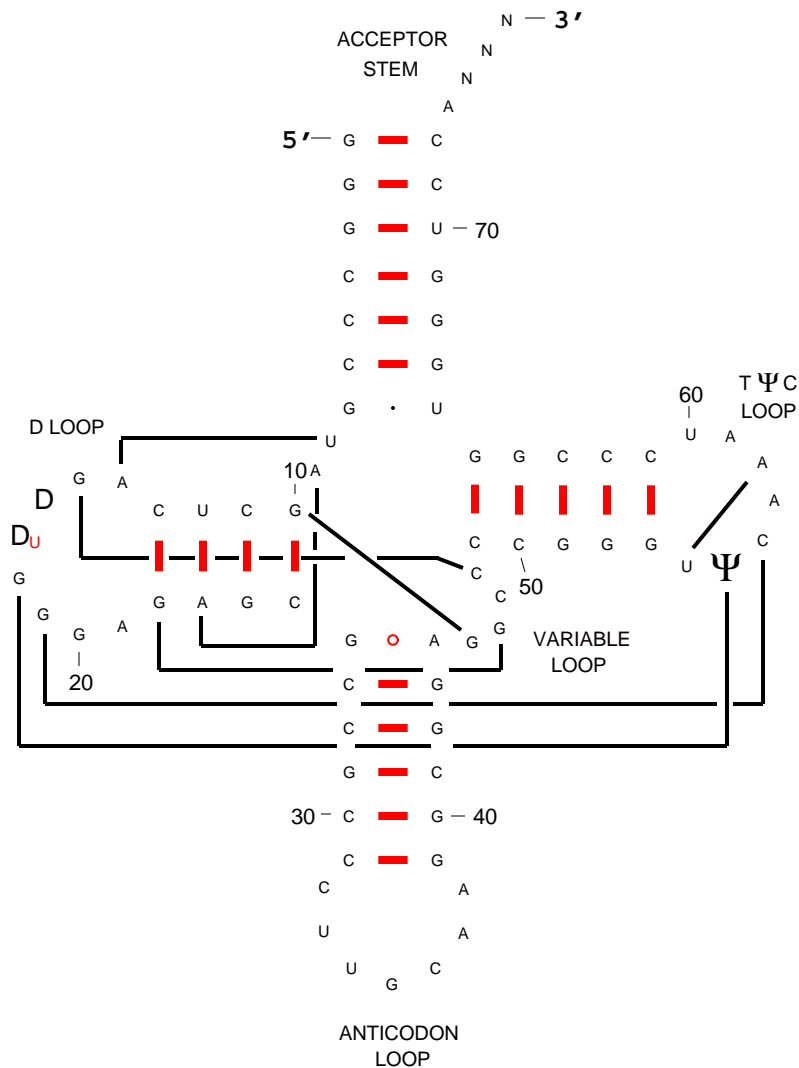 N 3′
ACCEPTOR
STEM
N
N
A
5′ G C
G C
G U 70
C G
C G
C G
G U
U
60
T Ψ C
LOOP
D LOOP
U A
A
A
C
G A
10
A
G G C C C
D
C U C G
DU
C C G G G
U Ψ
G
G A G C
C
50
C
G
G
G
G
A
20
G A
VARIABLE
LOOP
C G
C G
G C
30 C G 40
C G
C A
U A
U C
G
ANTICODON
LOOP